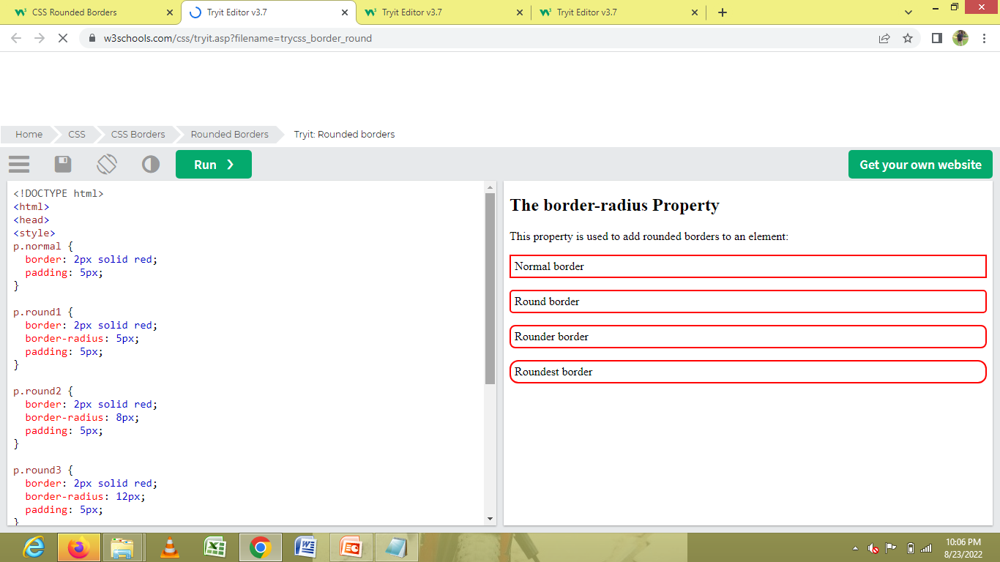 CSS Rounded Borders
Tryit Editor v3.7
Tryit Editor v3.7
Tryit Editor v3.7
w3schools.com/css/tryit.asp?filename=trycss_border_round
Home
CSS
CSS Borders
Rounded Borders
Tryit: Rounded borders
Run ❯
Get your own website
<!DOCTYPE html>
<html>
<head>
<style>
p.normal {
  border: 2px solid red;
  padding: 5px;
}

p.round1 {
  border: 2px solid red;
  border-radius: 5px;
  padding: 5px;
}

p.round2 {
  border: 2px solid red;
  border-radius: 8px;
  padding: 5px;
}

p.round3 {
  border: 2px solid red;
  border-radius: 12px;
  padding: 5px;
}
The border-radius Property
This property is used to add rounded borders to an element:
Normal border
Round border
Rounder border
Roundest border
10:06 PM
8/23/2022